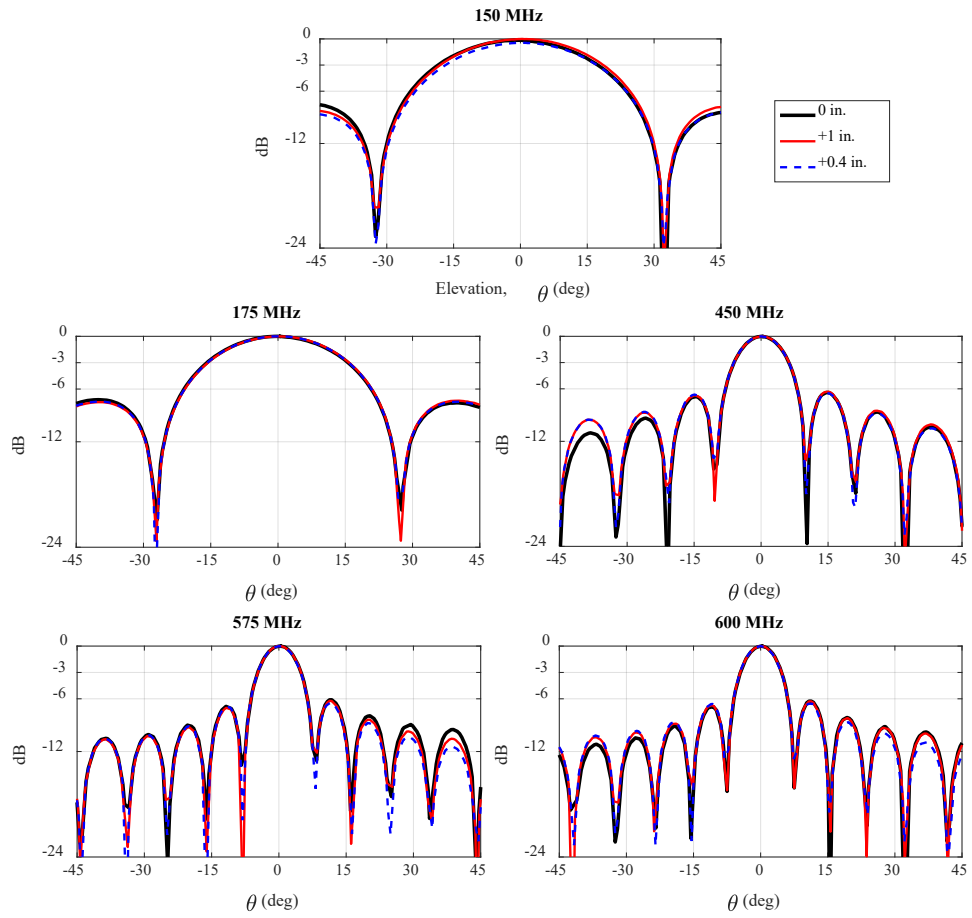 150 MHz
0
-3
-6
-12
-24
dB
-45 -30 -15 0 15 30 45
Elevation, θ (deg)
0 in.
+1 in.
+0.4 in.
175 MHz
0
-3
-6
-12
-24
dB
-45 -30 -15 0 15 30 45
θ (deg)
450 MHz
0
-3
-6
-12
-24
dB
-45 -30 -15 0 15 30 45
θ (deg)
575 MHz
0
-3
-6
-12
-24
dB
-45 -30 -15 0 15 30 45
θ (deg)
600 MHz
0
-3
-6
-12
-24
dB
-45 -30 -15 0 15 30 45
θ (deg)